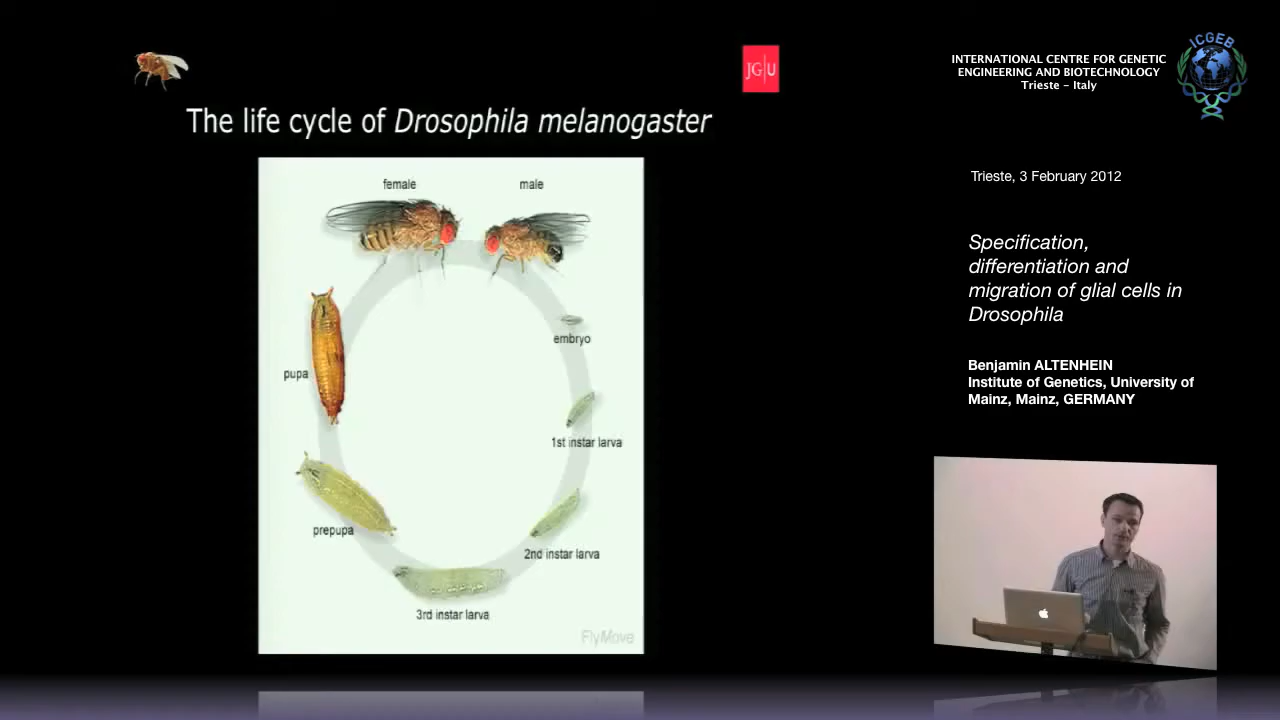 ICGEB
INTERNATIONAL CENTRE FOR GENETIC
ENGINEERING AND BIOTECHNOLOGY
Trieste - Italy
JG|U
The life cycle of Drosophila melanogaster
female
male
embryo
1st instar larva
2nd instar larva
3rd instar larva
prepupa
pupa
FlyMove
Trieste, 3 February 2012
Specification,
differentiation and
migration of glial cells in
Drosophila
Benjamin ALTENHEIN
Institute of Genetics, University of
Mainz, Mainz, GERMANY